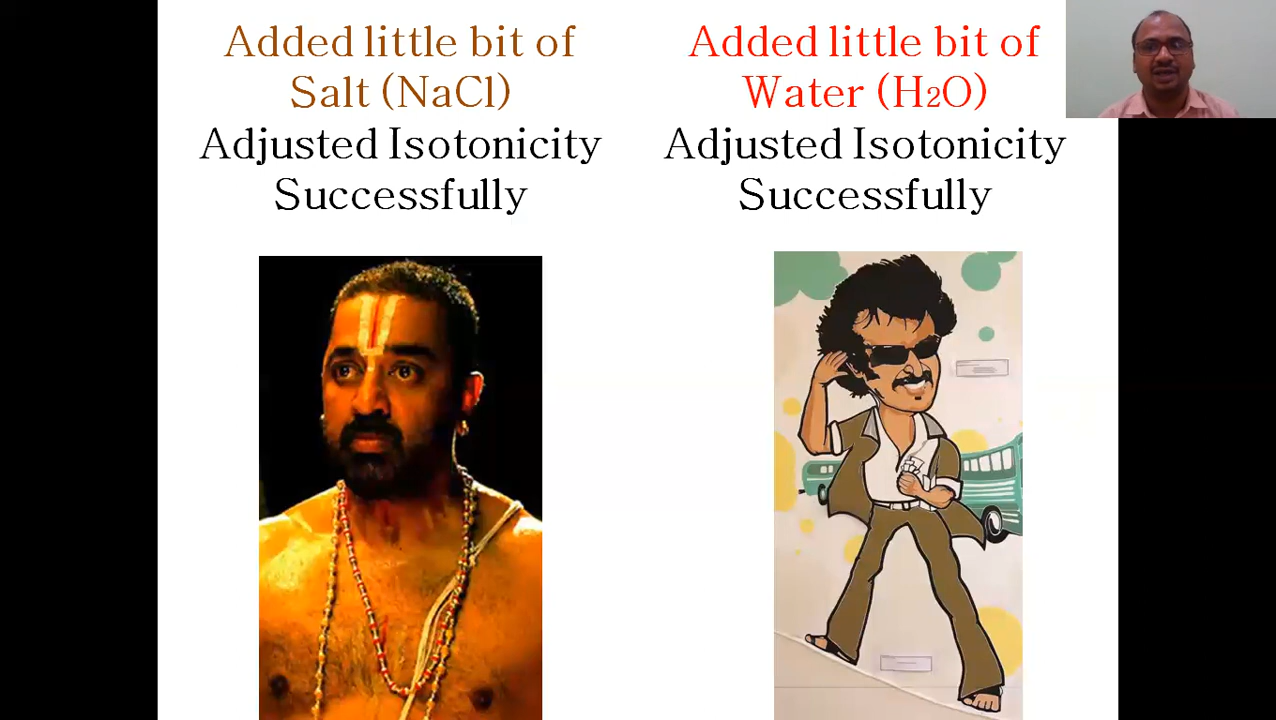 Added little bit of
Salt (NaCl)
Adjusted Isotonicity
Successfully
Added little bit of
Water (H₂O)
Adjusted Isotonicity
Successfully